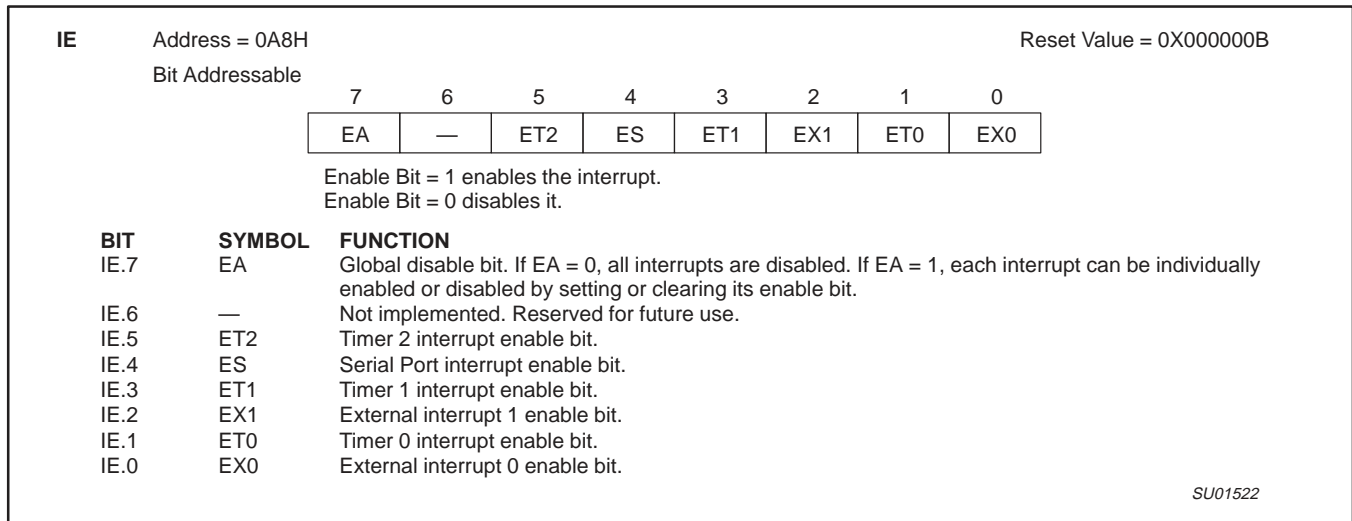 IE Address = 0A8H Reset Value = 0X000000B
Bit Addressable
7 6 5 4 3 2 1 0
EA — ET2 ES ET1 EX1 ET0 EX0
Enable Bit = 1 enables the interrupt.
Enable Bit = 0 disables it.
BIT SYMBOL FUNCTION
IE.7 EA Global disable bit. If EA = 0, all interrupts are disabled. If EA = 1, each interrupt can be individually
enabled or disabled by setting or clearing its enable bit.
IE.6 — Not implemented. Reserved for future use.
IE.5 ET2 Timer 2 interrupt enable bit.
IE.4 ES Serial Port interrupt enable bit.
IE.3 ET1 Timer 1 interrupt enable bit.
IE.2 EX1 External interrupt 1 enable bit.
IE.1 ET0 Timer 0 interrupt enable bit.
IE.0 EX0 External interrupt 0 enable bit.
SU01522